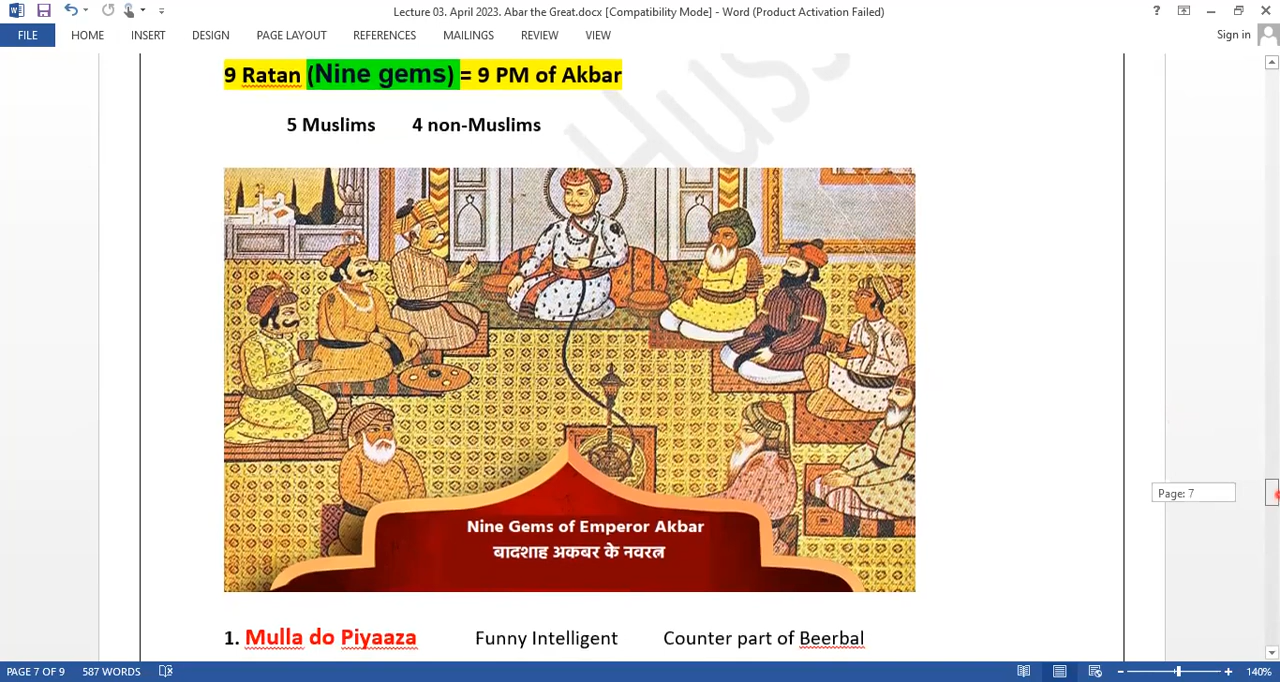 Lecture 03. April 2023. Abar the Great.docx [Compatibility Mode] - Word (Product Activation Failed)
FILE HOME INSERT DESIGN PAGE LAYOUT REFERENCES MAILINGS REVIEW VIEW Sign in
9 Ratan (Nine gems) = 9 PM of Akbar
5 Muslims 4 non-Muslims
Nine Gems of Emperor Akbar
बादशाह अकबर के नवरत्न
Page: 7
1. Mulla do Piyaaza Funny Intelligent Counter part of Beerbal
PAGE 7 OF 9 587 WORDS 140%